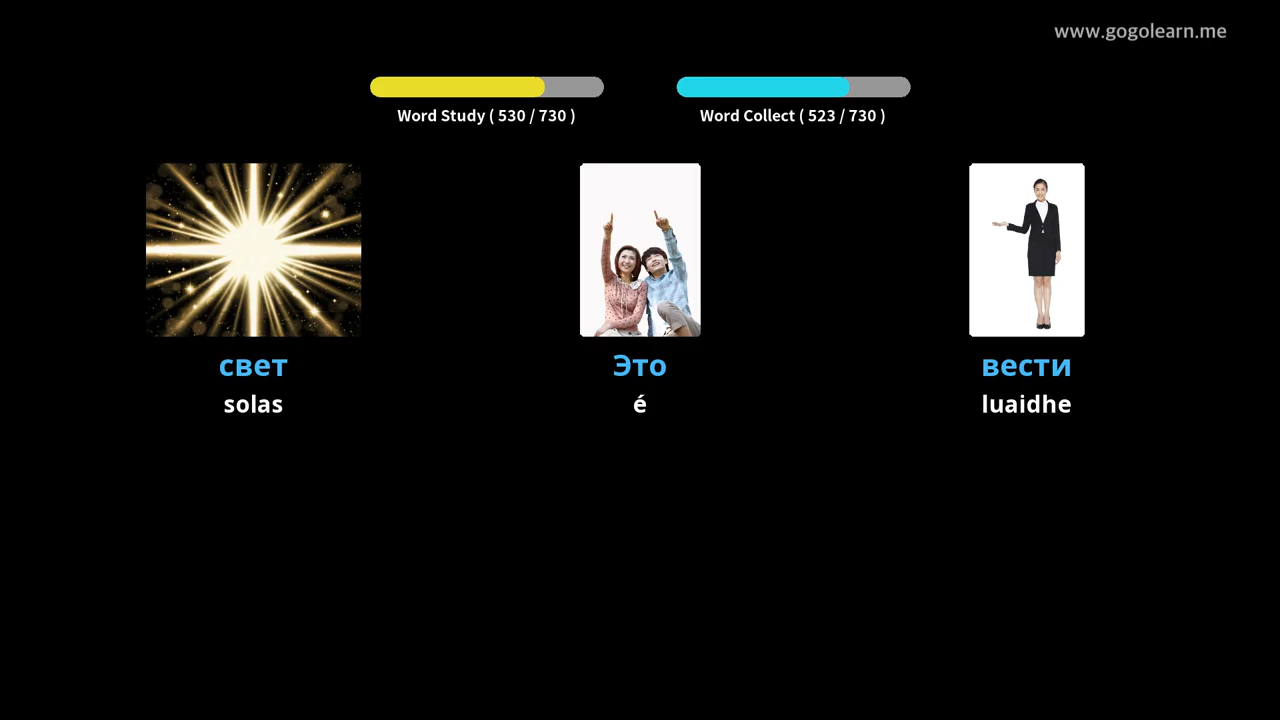 www.gogolearn.me
Word Study ( 530 / 730 )
Word Collect ( 523 / 730 )
свет
Это
вести
solas
é
luaidhe